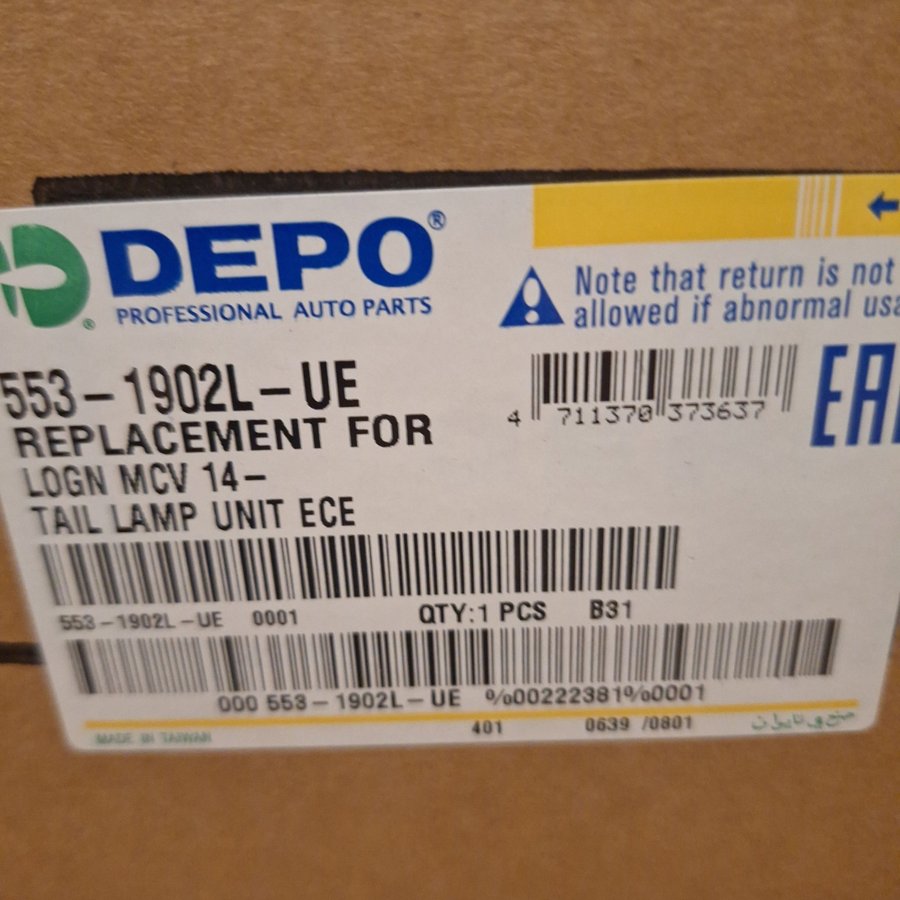 DEPO®
PROFESSIONAL AUTO PARTS
®
Note that return is not
allowed if abnormal
553-1902L-UE
REPLACEMENT FOR
LOGN MCV 14-
TAIL LAMP UNIT ECE
4 711370 373637
EAC
553-1902L-UE 0001 QTY:1 PCS B31
000 553-1902L-UE %00222381%0001
MADE IN TAIWAN 401 0639 /0801